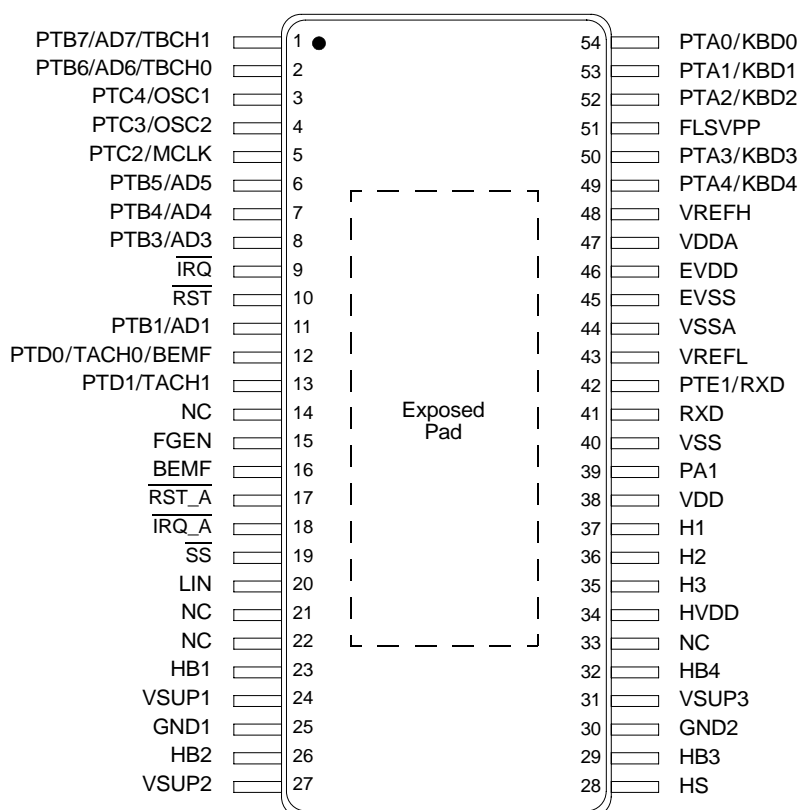 PTB7/AD7/TBCH1 1 54 PTA0/KBD0
PTB6/AD6/TBCH0 2 53 PTA1/KBD1
PTC4/OSC1 3 52 PTA2/KBD2
PTC3/OSC2 4 51 FLSVPP
PTC2/MCLK 5 50 PTA3/KBD3
PTB5/AD5 6 49 PTA4/KBD4
PTB4/AD4 7 48 VREFH
PTB3/AD3 8 47 VDDA
IRQ 9 46 EVDD
RST 10 45 EVSS
PTB1/AD1 11 44 VSSA
PTD0/TACH0/BEMF 12 43 VREFL
PTD1/TACH1 13 42 PTE1/RXD
NC 14 Exposed 41 RXD
FGEN 15 Pad 40 VSS
BEMF 16 39 PA1
RST_A 17 38 VDD
IRQ_A 18 37 H1
SS 19 36 H2
LIN 20 35 H3
NC 21 34 HVDD
NC 22 33 NC
HB1 23 32 HB4
VSUP1 24 31 VSUP3
GND1 25 30 GND2
HB2 26 29 HB3
VSUP2 27 28 HS